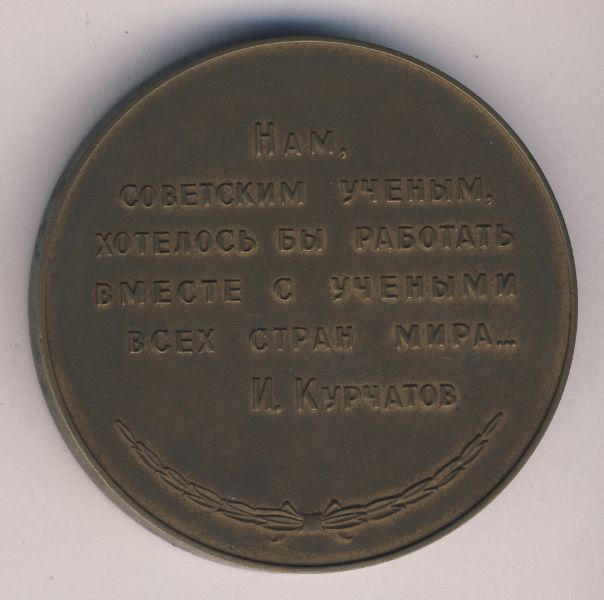 Нам,
советским ученым,
хотелось бы работать
вместе с учеными
всех стран мира...
И. Курчатов